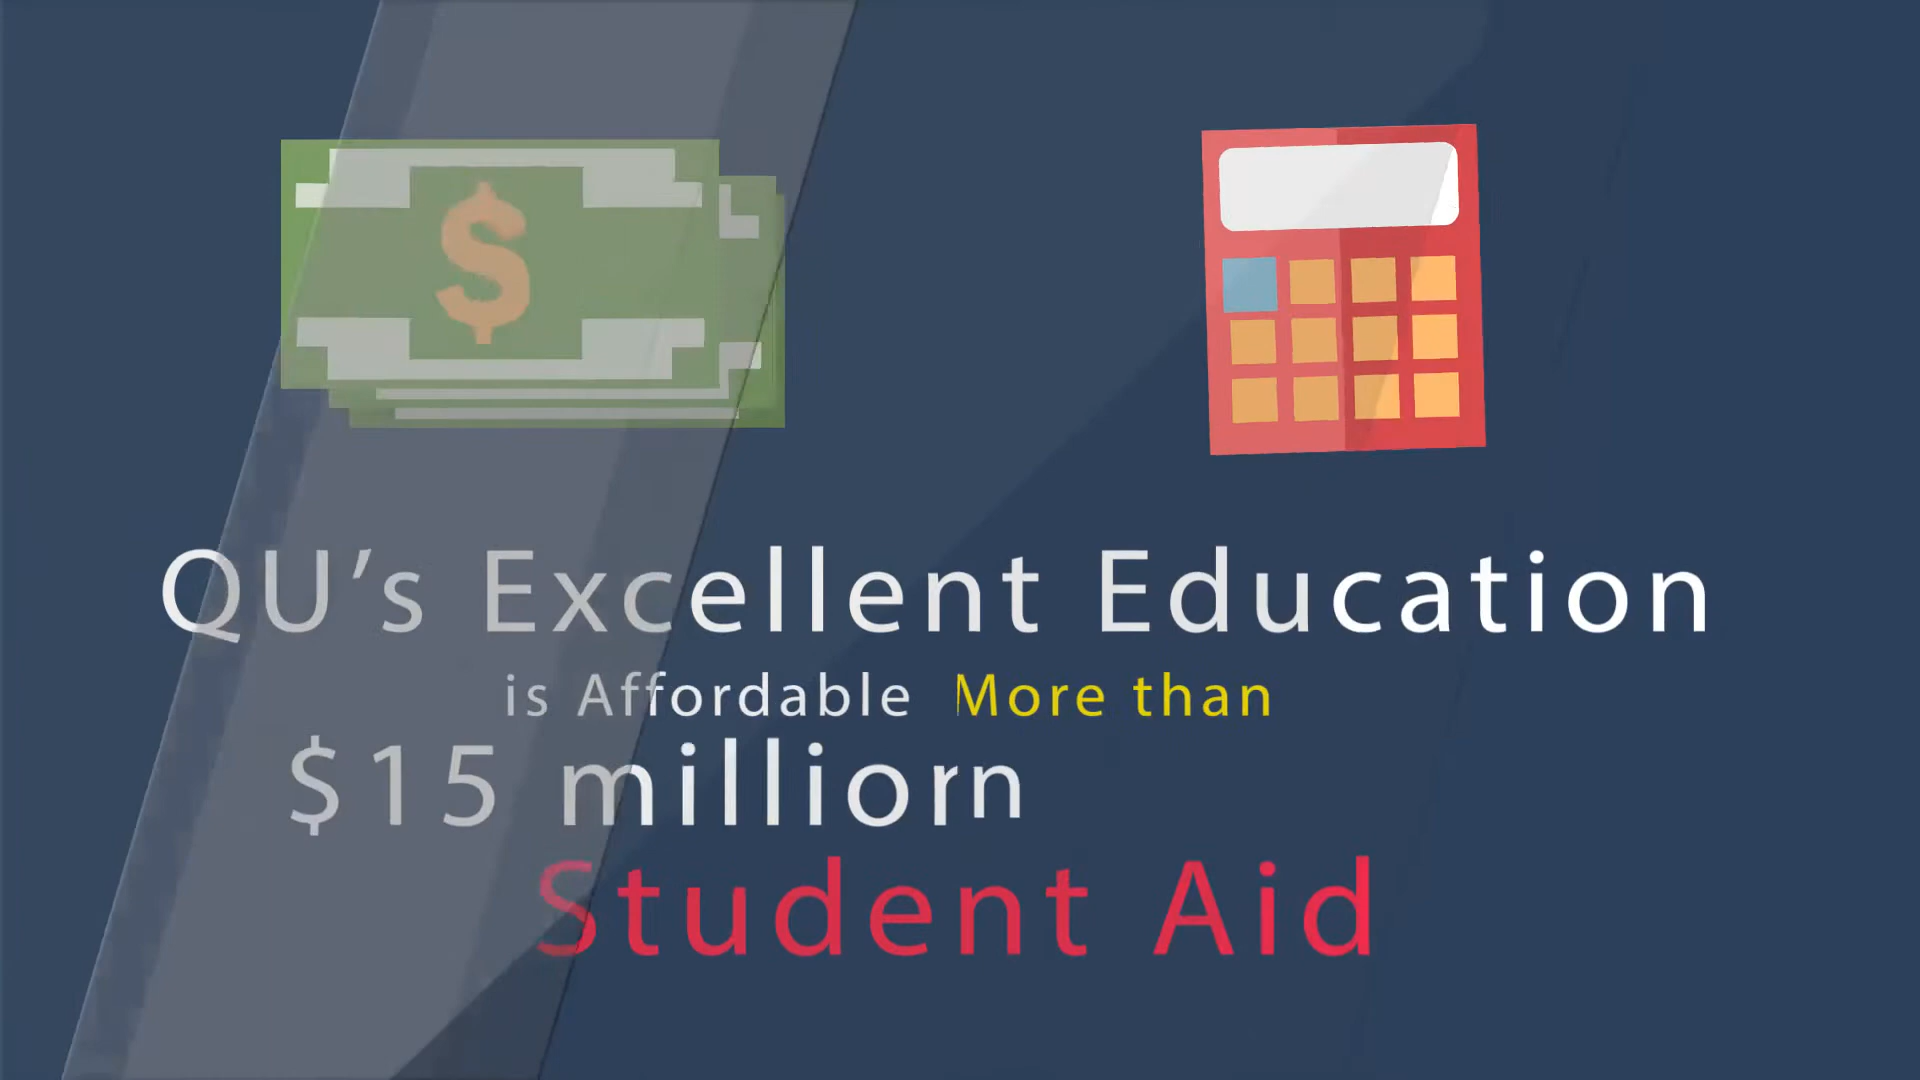 $
QU’s Excellent Education
is Affordable More than
$15 milliorn
Student Aid